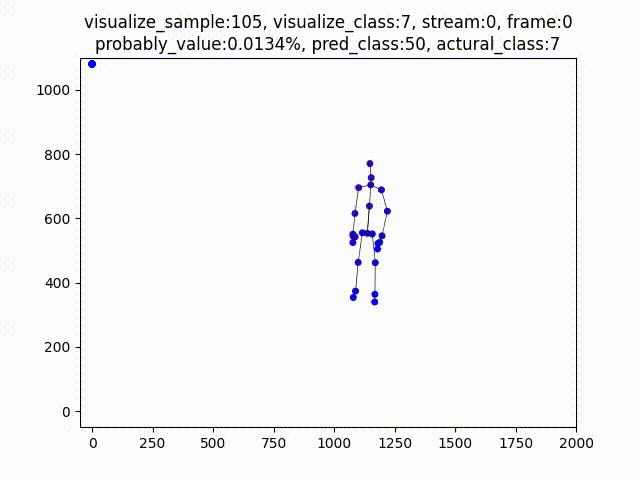 visualize_sample:105, visualize_class:7, stream:0, frame:0
probably_value:0.0134%, pred_class:50, actural_class:7
1000
800
600
400
200
0
0 250 500 750 1000 1250 1500 1750 2000